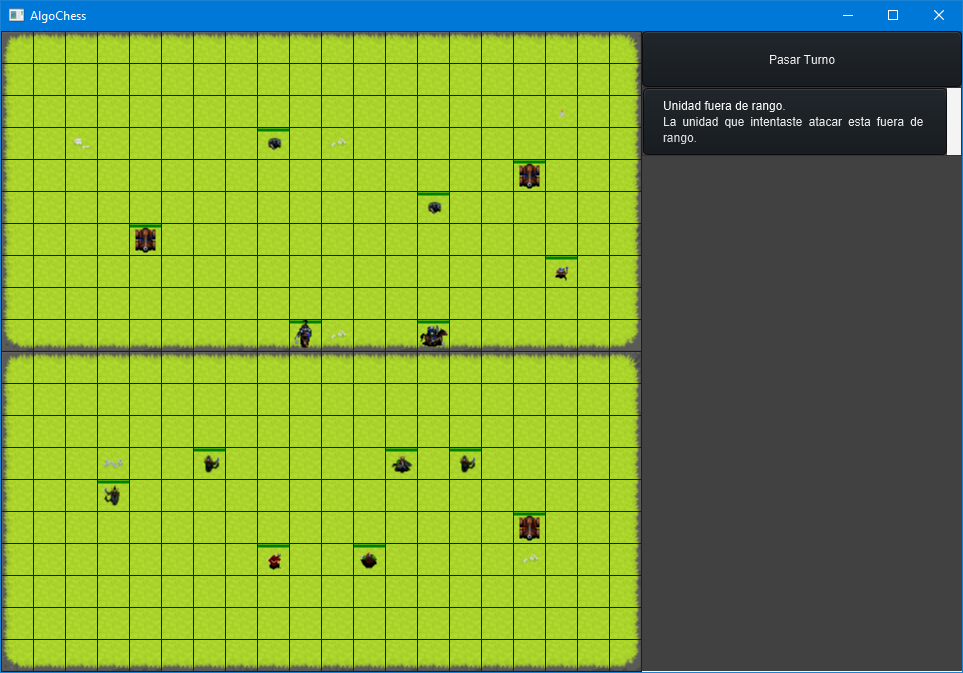 AlgoChess
Pasar Turno
Unidad fuera de rango.
La unidad que intentaste atacar esta fuera de
rango.